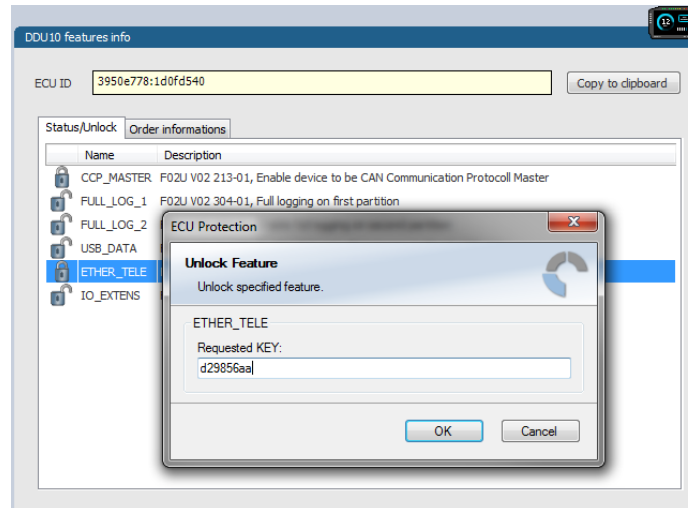 DDU10 features info
12
ECU ID 3950e778:1d0fd540 Copy to clipboard
Status/Unlock Order informations
Name Description
CCP_MASTER F02U V02 213-01, Enable device to be CAN Communication Protocoll Master
FULL_LOG_1 F02U V02 304-01, Full logging on first partition
FULL_LOG_2
USB_DATA
ETHER_TELE
IO_EXTENS
ECU Protection
Unlock Feature
Unlock specified feature.
ETHER_TELE
Requested KEY:
d29856aa
OK Cancel